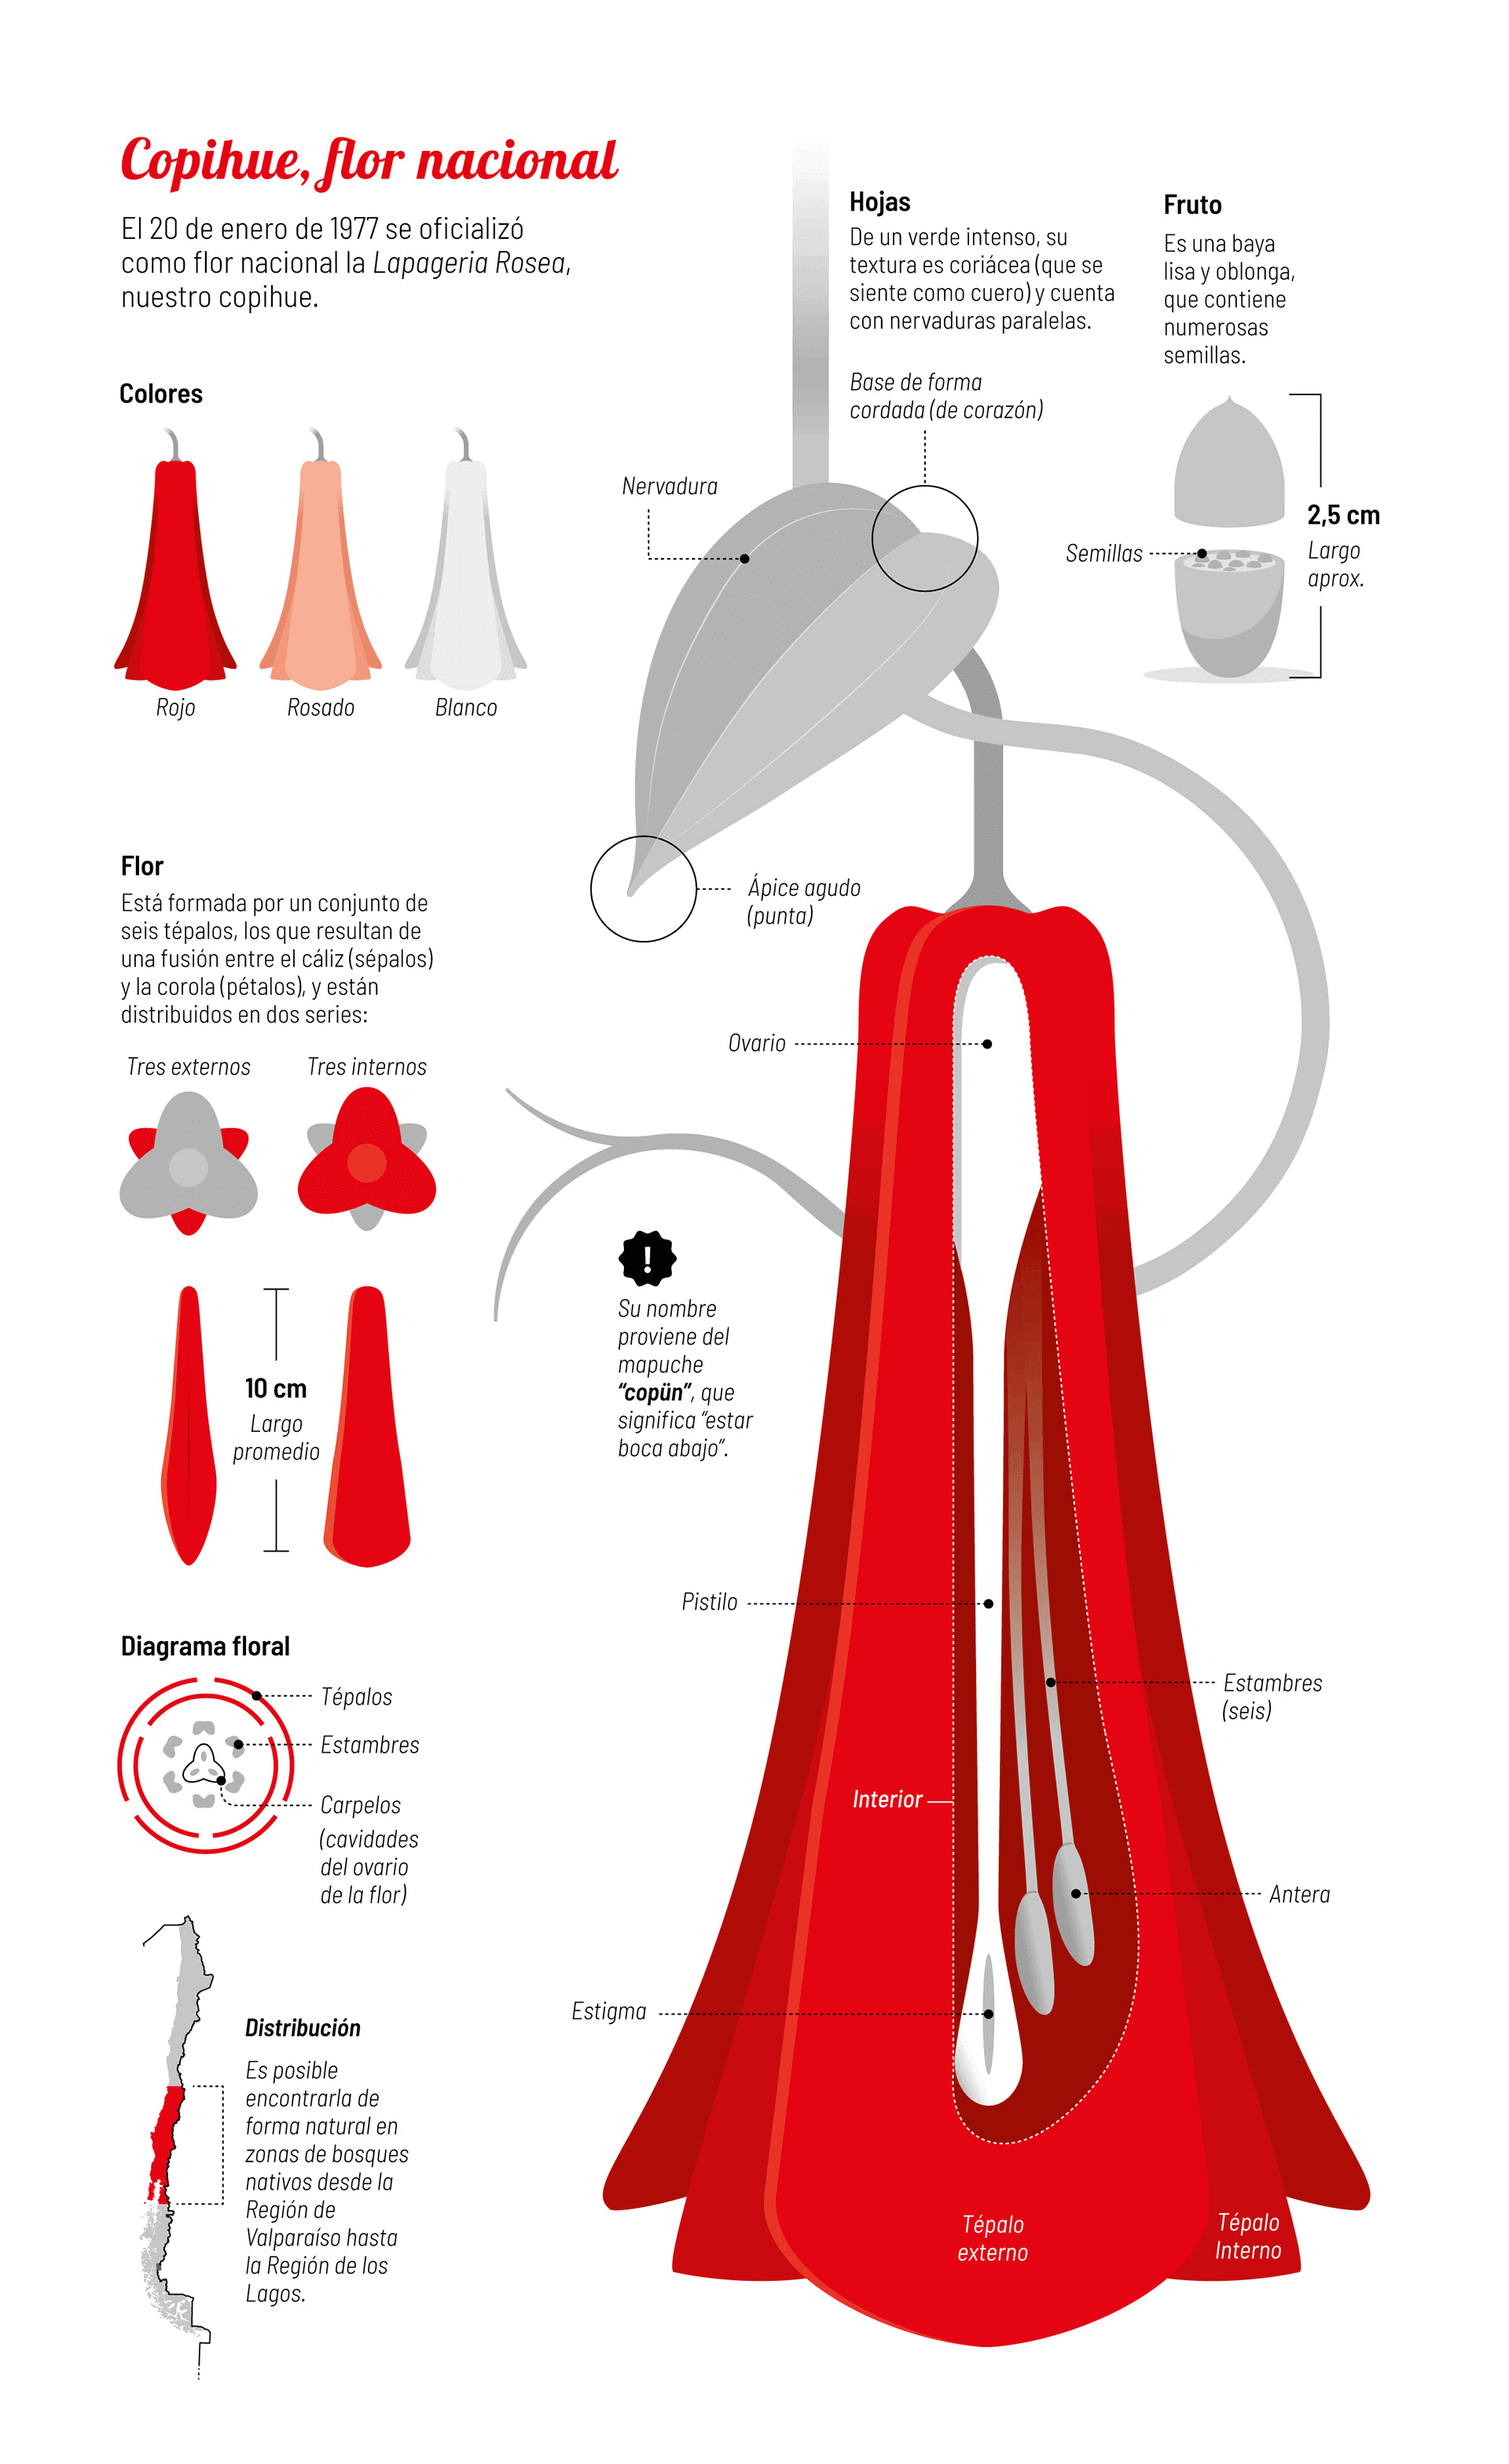 Copihue, flor nacional
El 20 de enero de 1977 se oficializó
como flor nacional la Lapageria Rosea,
nuestro copihue.
Colores
Rojo
Rosado
Blanco
Hojas
De un verde intenso, su
textura es coriácea (que se
siente como cuero) y cuenta
con nervaduras paralelas.
Base de forma
cordada (de corazón)
Nervadura
Ápice agudo
(punta)
Fruto
Es una baya
lisa y oblonga,
que contiene
numerosas
semillas.
Semillas
2,5 cm
Largo
aprox.
Flor
Está formada por un conjunto de
seis tépalos, los que resultan de
una fusión entre el cáliz (sépalos)
y la corola (pétalos), y están
distribuidos en dos series:
Tres externos
Tres internos
10 cm
Largo
promedio
!
Su nombre
proviene del
mapuche
“copün”, que
significa “estar
boca abajo”.
Ovario
Pistilo
Estambres
(seis)
Interior
Antera
Estigma
Tépalo
externo
Tépalo
Interno
Diagrama floral
Tépalos
Estambres
Carpelos
(cavidades
del ovario
de la flor)
Distribución
Es posible
encontrarla de
forma natural en
zonas de bosques
nativos desde la
Región de
Valparaíso hasta
la Región de los
Lagos.